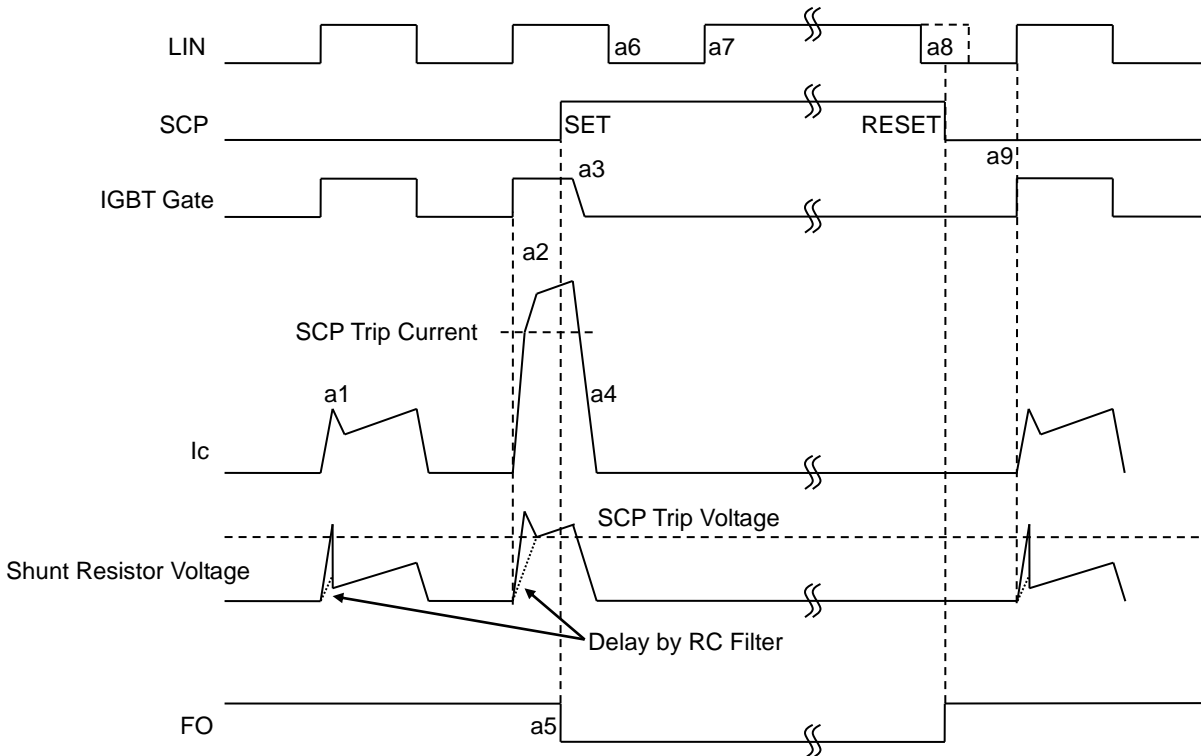 LIN
a6
a7
a8
SCP
SET
RESET
a9
a3
IGBT Gate
a2
SCP Trip Current
a1
a4
Ic
SCP Trip Voltage
Shunt Resistor Voltage
Delay by RC Filter
FO
a5